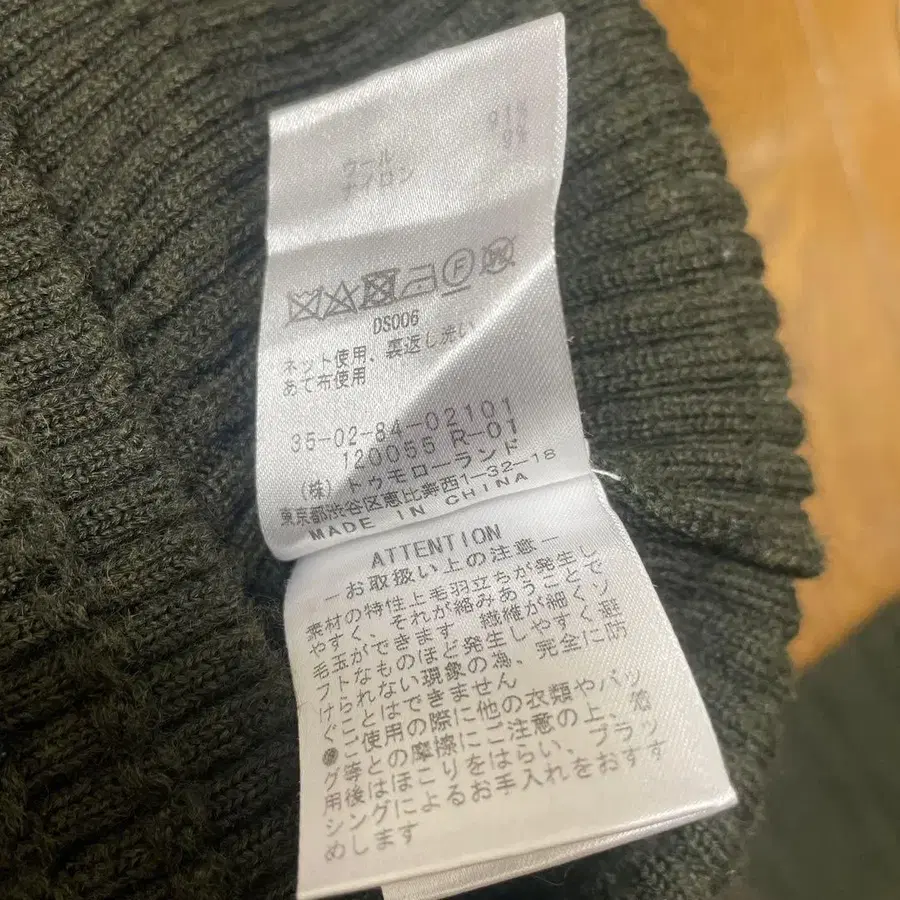 ウール 91%
ナイロン 9%
DS006
ネット使用、裏返し洗い
あて布使用
35-02-84-02101
120055 R-01
(株) トゥモローランド
東京都渋谷区恵比寿西1-32-18
MADE IN CHINA
ATTENTION
―お取扱い上の注意―
素材の特性上毛羽立ちが発生し
やすく、それが絡みあうことで
毛玉ができます。繊維が細くソ
フトなものほど発生しやすく避
けられない現象の為、完全に防
ぐことはできません
●ご使用の際に他の衣類やバッ
グ等との摩擦にご注意の上、着
用後はほこりをはらい、ブラッ
シングによるお手入れをおすす
めします